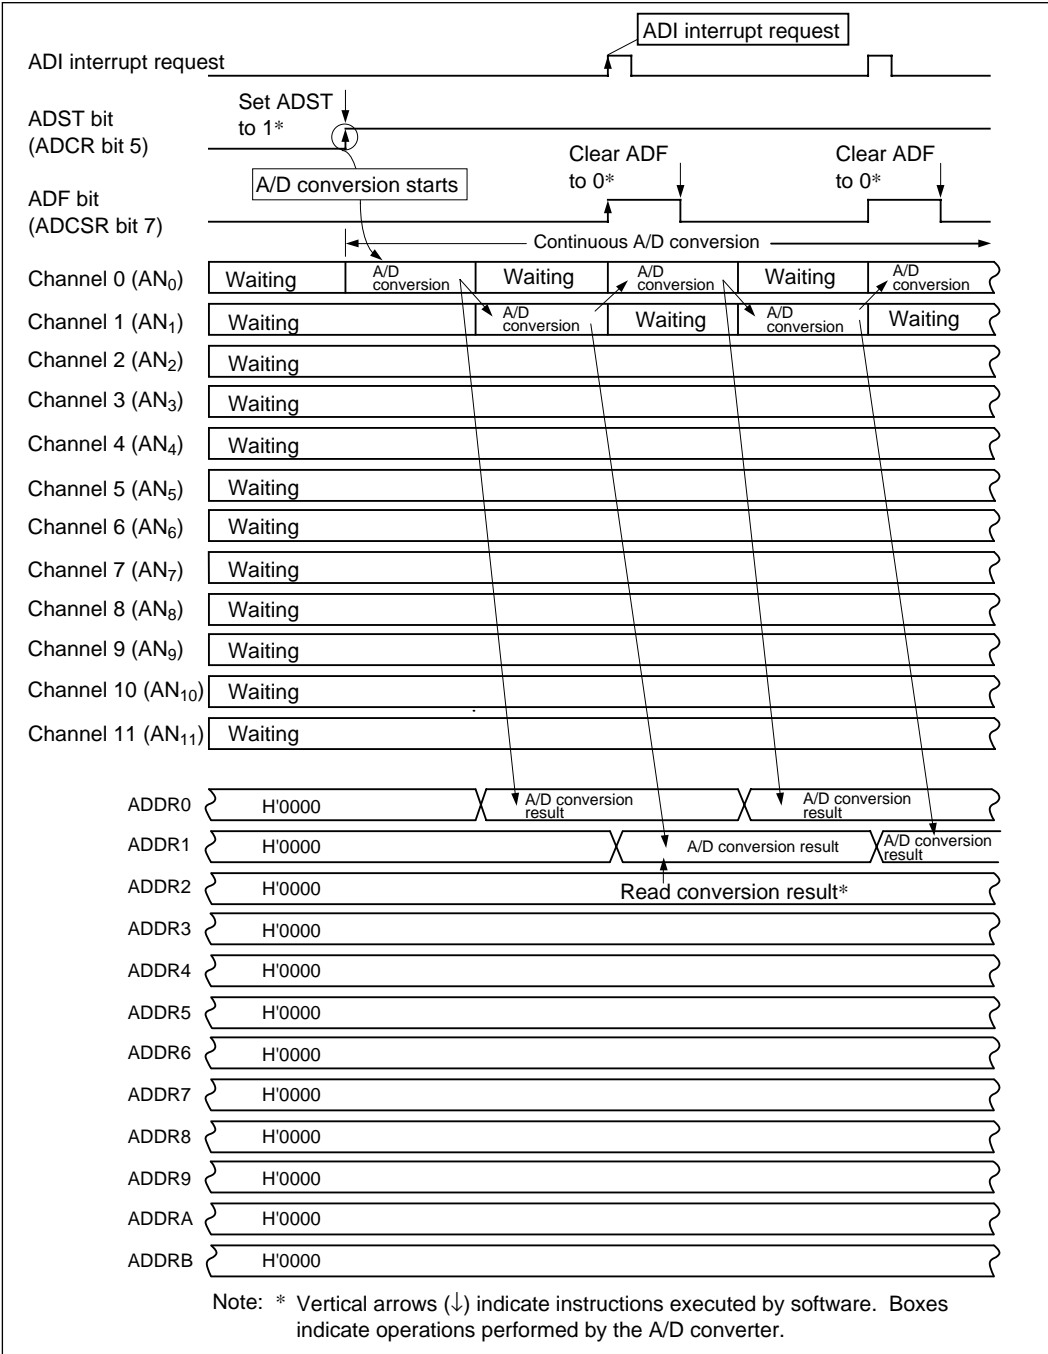 ADI interrupt request
ADI interrupt request
ADST bit
(ADCR bit 5)
Set ADST
to 1*
A/D conversion starts
Clear ADF
to 0*
Clear ADF
to 0*
ADF bit
(ADCSR bit 7)
Continuous A/D conversion
Channel 0 (AN0) Waiting A/D conversion Waiting A/D conversion Waiting A/D conversion
Channel 1 (AN1) Waiting A/D conversion Waiting A/D conversion Waiting
Channel 2 (AN2) Waiting
Channel 3 (AN3) Waiting
Channel 4 (AN4) Waiting
Channel 5 (AN5) Waiting
Channel 6 (AN6) Waiting
Channel 7 (AN7) Waiting
Channel 8 (AN8) Waiting
Channel 9 (AN9) Waiting
Channel 10 (AN10) Waiting
Channel 11 (AN11) Waiting
ADDR0 H'0000 A/D conversion result A/D conversion result
ADDR1 H'0000 A/D conversion result A/D conversion result
ADDR2 H'0000 Read conversion result*
ADDR3 H'0000
ADDR4 H'0000
ADDR5 H'0000
ADDR6 H'0000
ADDR7 H'0000
ADDR8 H'0000
ADDR9 H'0000
ADDRA H'0000
ADDRB H'0000
Note: * Vertical arrows (↓) indicate instructions executed by software. Boxes
indicate operations performed by the A/D converter.